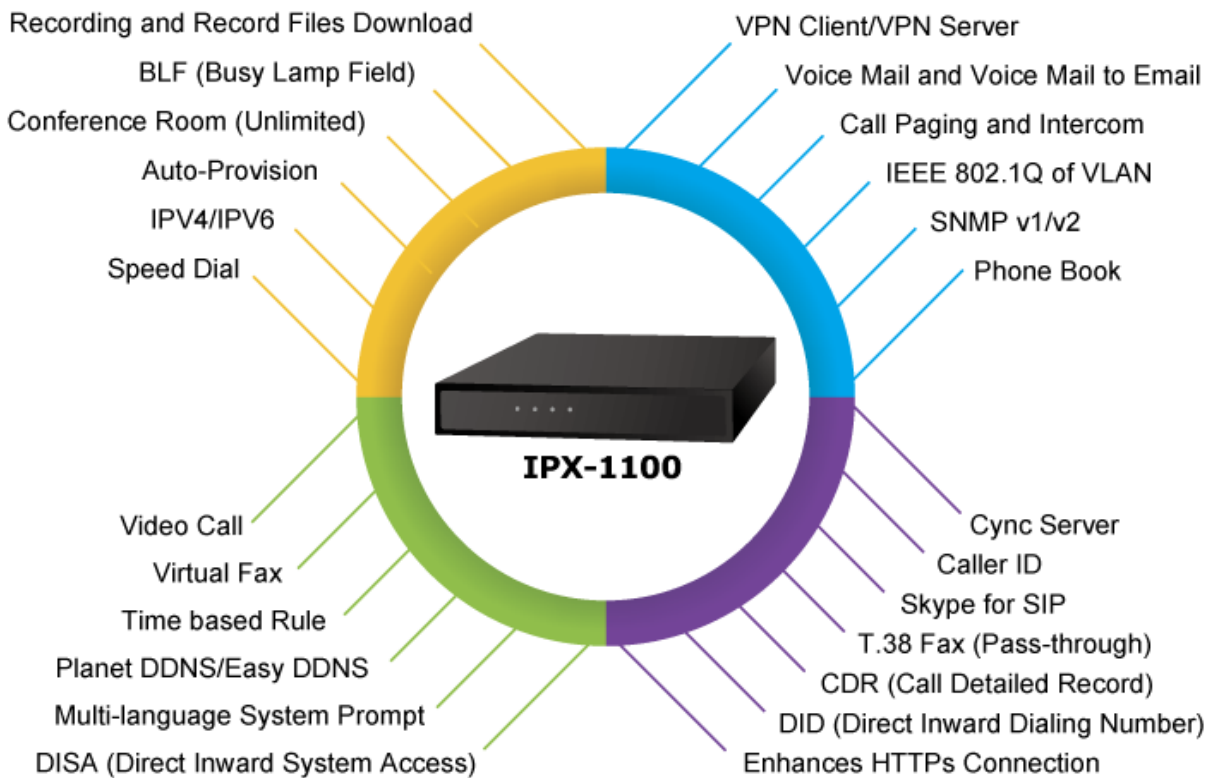 Recording and Record Files Download
BLF (Busy Lamp Field)
Conference Room (Unlimited)
Auto-Provision
IPV4/IPV6
Speed Dial
VPN Client/VPN Server
Voice Mail and Voice Mail to Email
Call Paging and Intercom
IEEE 802.1Q of VLAN
SNMP v1/v2
Phone Book
IPX-1100
Video Call
Virtual Fax
Time based Rule
Planet DDNS/Easy DDNS
Multi-language System Prompt
DISA (Direct Inward System Access)
Cync Server
Caller ID
Skype for SIP
T.38 Fax (Pass-through)
CDR (Call Detailed Record)
DID (Direct Inward Dialing Number)
Enhances HTTPs Connection